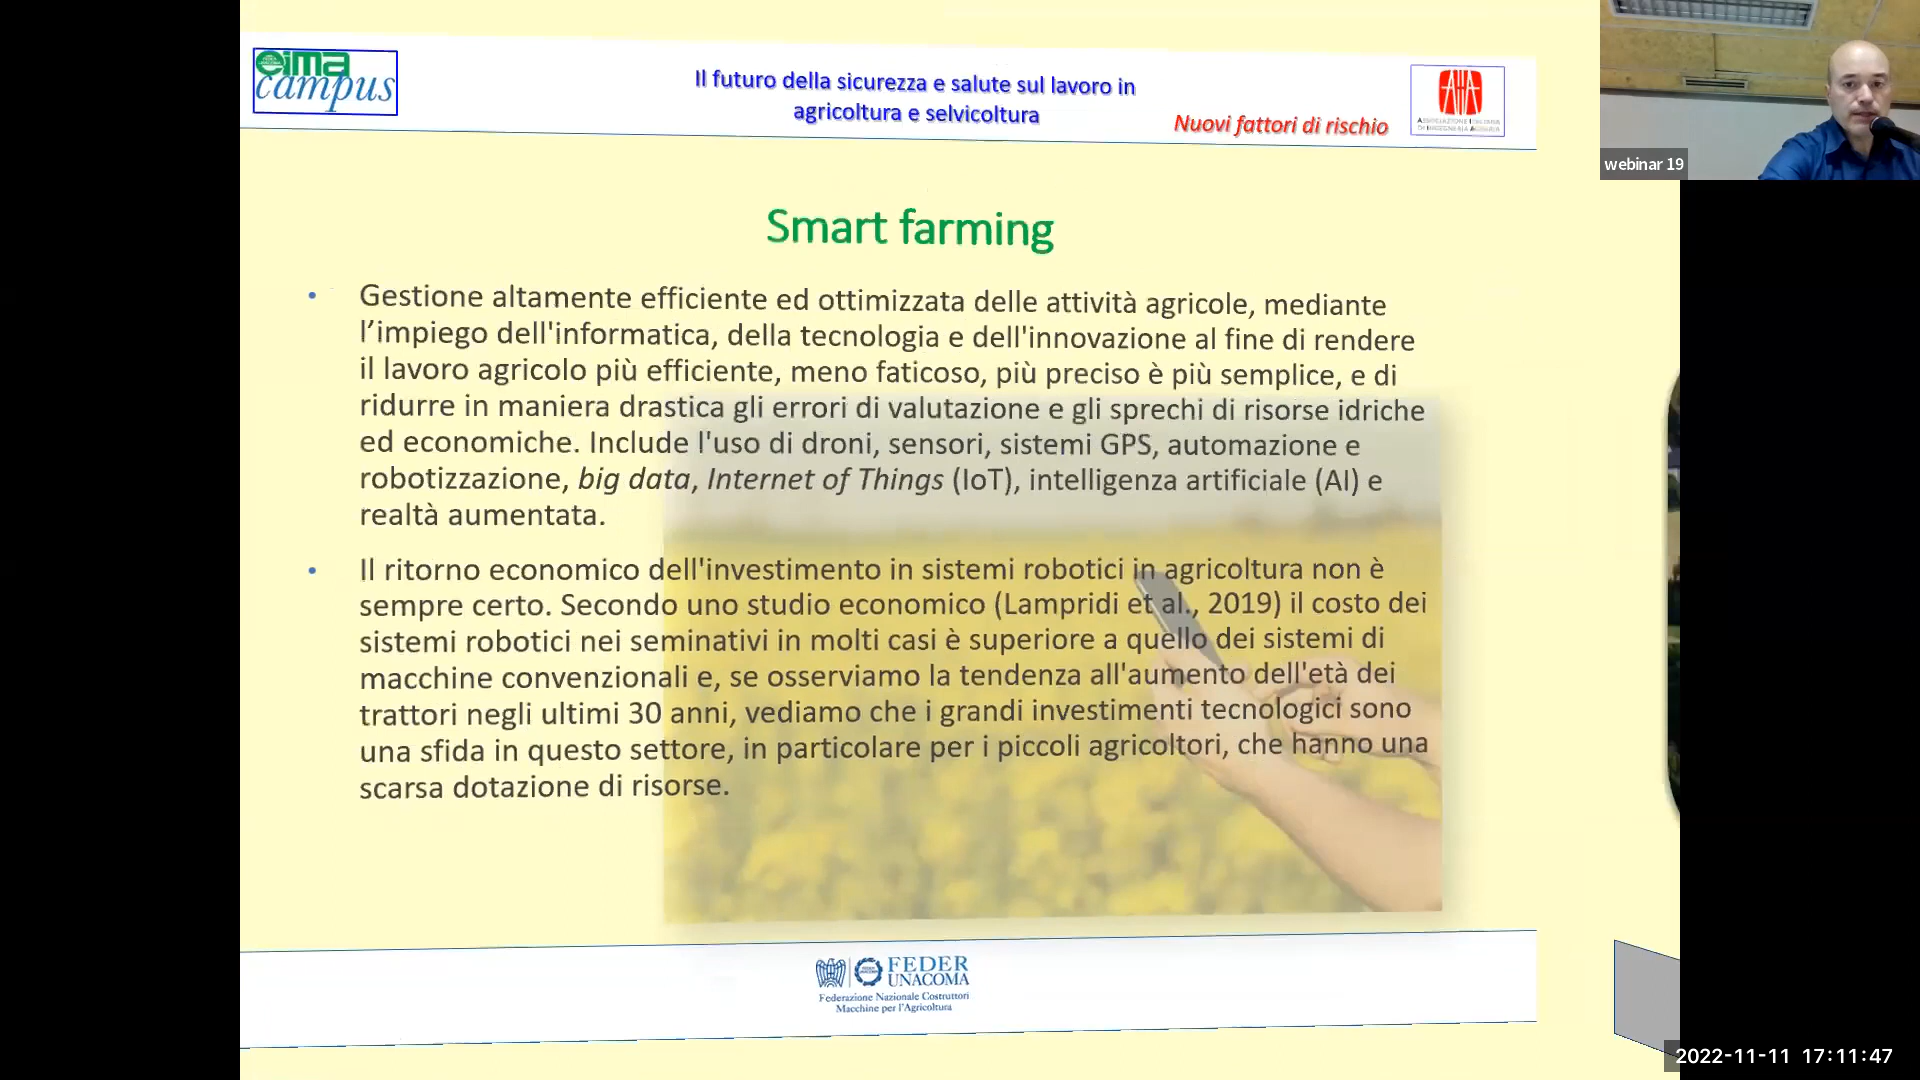 eima
campus
Il futuro della sicurezza e salute sul lavoro in
agricoltura e selvicoltura
Nuovi fattori di rischio
ASSOCIAZIONE ITALIANA
DI INGEGNERIA AGRARIA
webinar 19
Smart farming
• Gestione altamente efficiente ed ottimizzata delle attività agricole, mediante
l’impiego dell'informatica, della tecnologia e dell'innovazione al fine di rendere
il lavoro agricolo più efficiente, meno faticoso, più preciso è più semplice, e di
ridurre in maniera drastica gli errori di valutazione e gli sprechi di risorse idriche
ed economiche. Include l'uso di droni, sensori, sistemi GPS, automazione e
robotizzazione, big data, Internet of Things (IoT), intelligenza artificiale (AI) e
realtà aumentata.
• Il ritorno economico dell'investimento in sistemi robotici in agricoltura non è
sempre certo. Secondo uno studio economico (Lampridi et al., 2019) il costo dei
sistemi robotici nei seminativi in molti casi è superiore a quello dei sistemi di
macchine convenzionali e, se osserviamo la tendenza all'aumento dell'età dei
trattori negli ultimi 30 anni, vediamo che i grandi investimenti tecnologici sono
una sfida in questo settore, in particolare per i piccoli agricoltori, che hanno una
scarsa dotazione di risorse.
FEDER
UNACOMA
Federazione Nazionale Costruttori
Macchine per l'Agricoltura
2022-11-11 17:11:47